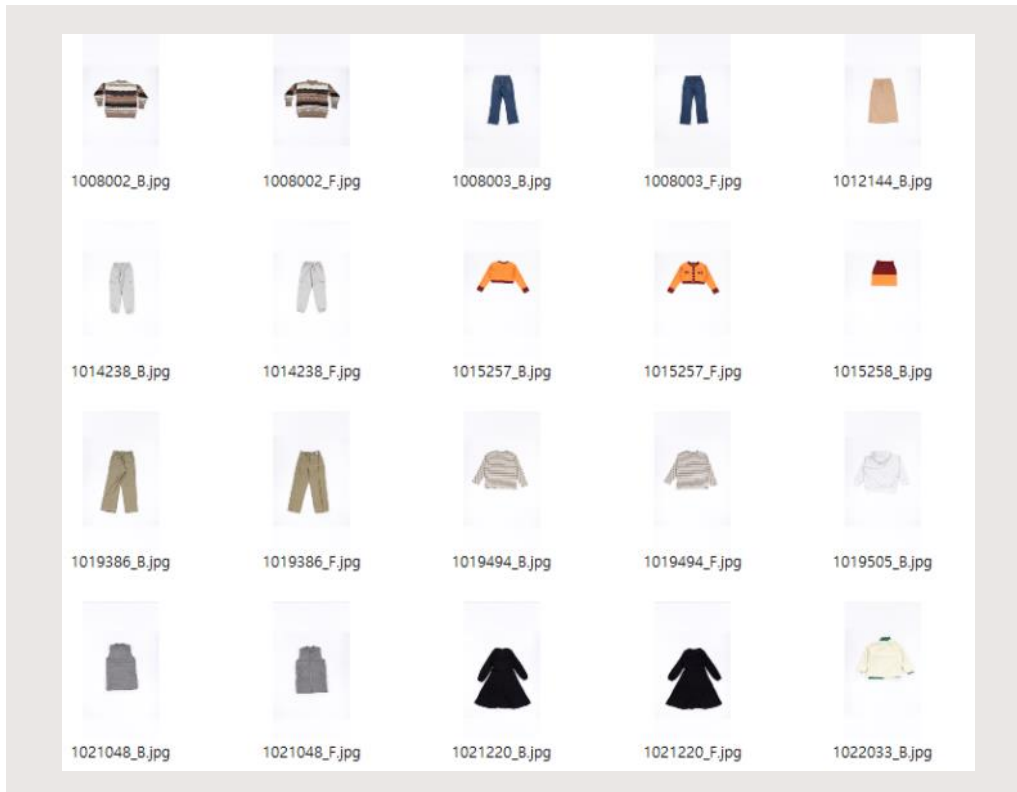 1008002_B.jpg 1008002_F.jpg 1008003_B.jpg 1008003_F.jpg 1012144_B.jpg
1014238_B.jpg 1014238_F.jpg 1015257_B.jpg 1015257_F.jpg 1015258_B.jpg
1019386_B.jpg 1019386_F.jpg 1019494_B.jpg 1019494_F.jpg 1019505_B.jpg
1021048_B.jpg 1021048_F.jpg 1021220_B.jpg 1021220_F.jpg 1022033_B.jpg